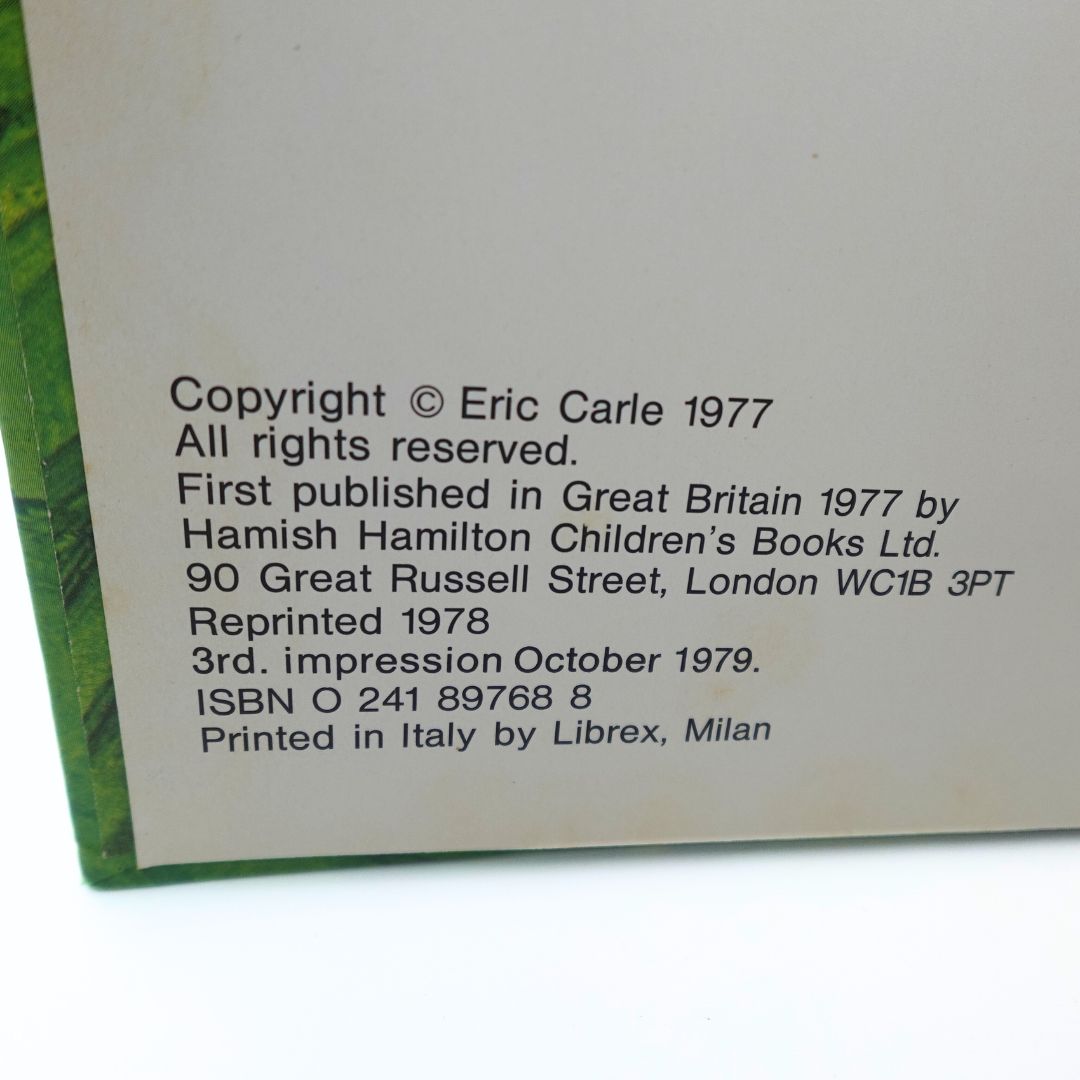 Copyright © Eric Carle 1977
All rights reserved.
First published in Great Britain 1977 by
Hamish Hamilton Children's Books Ltd.
90 Great Russell Street, London WC1B 3PT
Reprinted 1978
3rd. impression October 1979.
ISBN O 241 89768 8
Printed in Italy by Librex, Milan